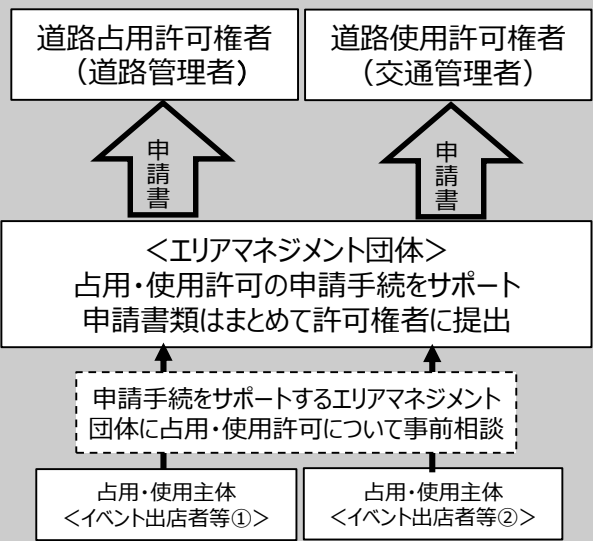 道路占用許可権者
（道路管理者）
道路使用許可権者
（交通管理者）
申請書
申請書
＜エリアマネジメント団体＞
占用・使用許可の申請手続をサポート
申請書類はまとめて許可権者に提出
申請手続をサポートするエリアマネジメント
団体に占用・使用許可について事前相談
占用・使用主体
＜イベント出店者等①＞
占用・使用主体
＜イベント出店者等②＞